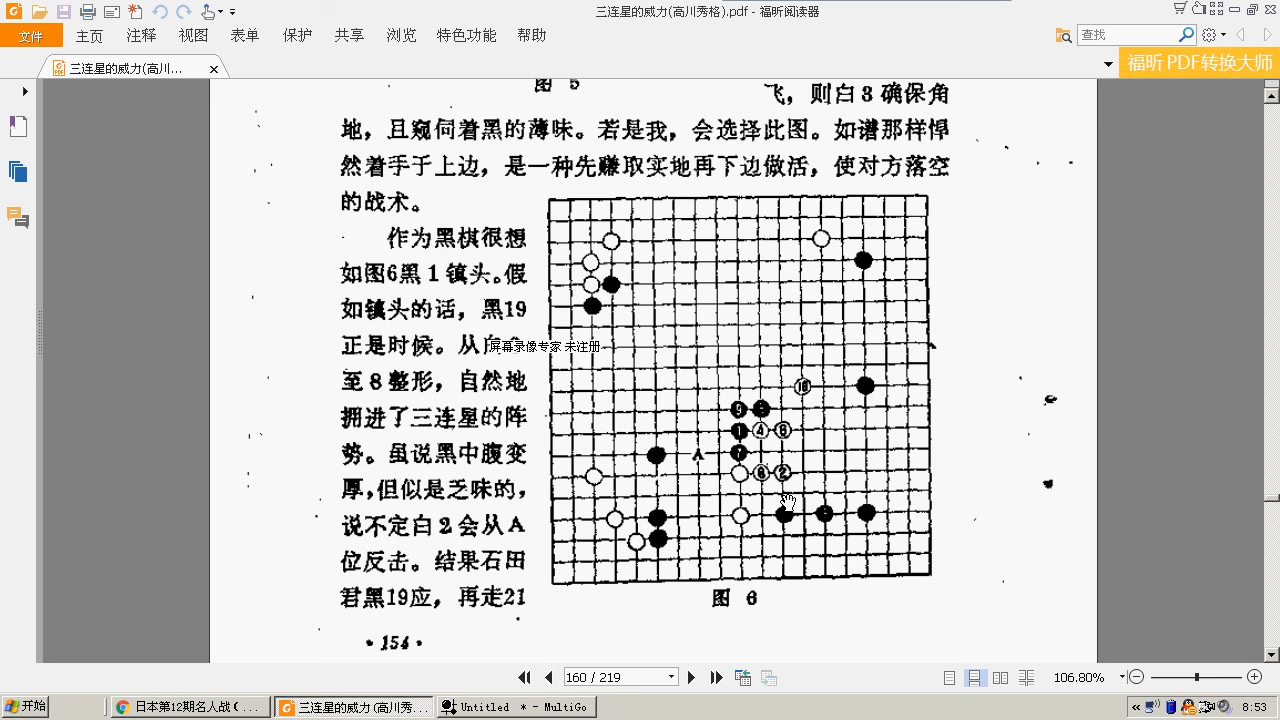 三连星的威力(高川秀格).pdf - 福昕阅读器
文件 主页 注释 视图 表单 保护 共享 浏览 特色功能 帮助
查找
三连星的威力(高川...
福昕PDF转换大师
图 5
飞，则白3确保角
地，且窥伺着黑的薄味。若是我，会选择此图。如谱那样悍
然着手于上边，是一种先赚取实地再下边做活，使对方落空
的战术。
作为黑棋很想
如图6黑1镇头。假
如镇头的话，黑19
正是时候。从
屏幕录像专家 未注册
至8整形，自然地
拥进了三连星的阵
势。虽说黑中腹变
厚，但似是乏味的，
说不定白2会从A
位反击。结果石田
君黑19应，再走21
10
9
1 4
7 A
2
图 6
·154·
160 / 219
106.80%
开始
日本第12期名人战(...
三连星的威力(高川秀...
Untitled * - MultiGo
8:53